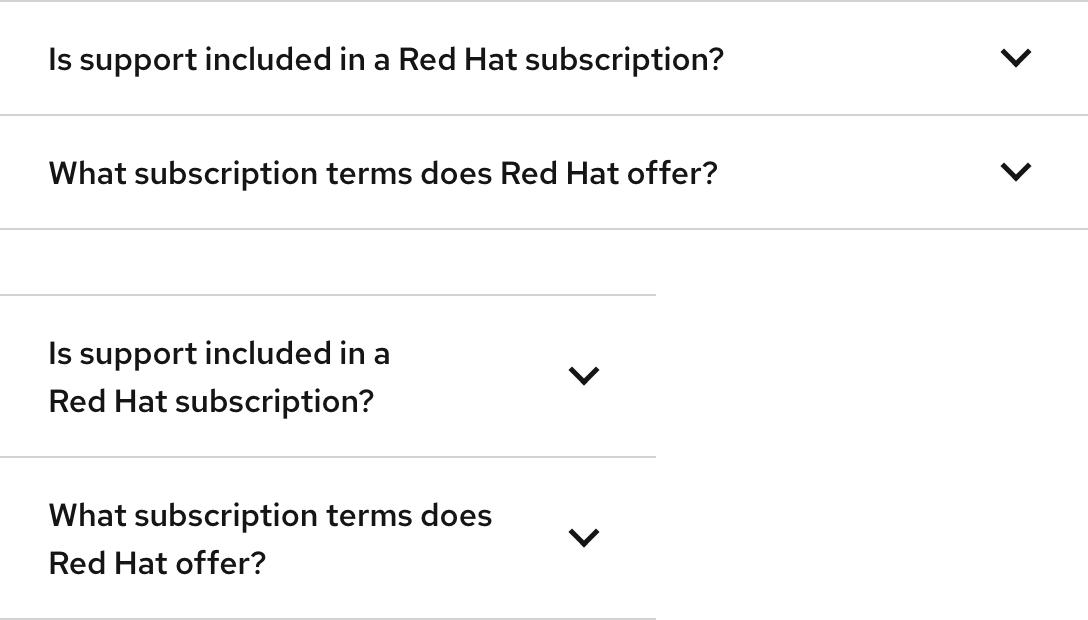 Is support included in a Red Hat subscription?
What subscription terms does Red Hat offer?
Is support included in a
Red Hat subscription?
What subscription terms does
Red Hat offer?